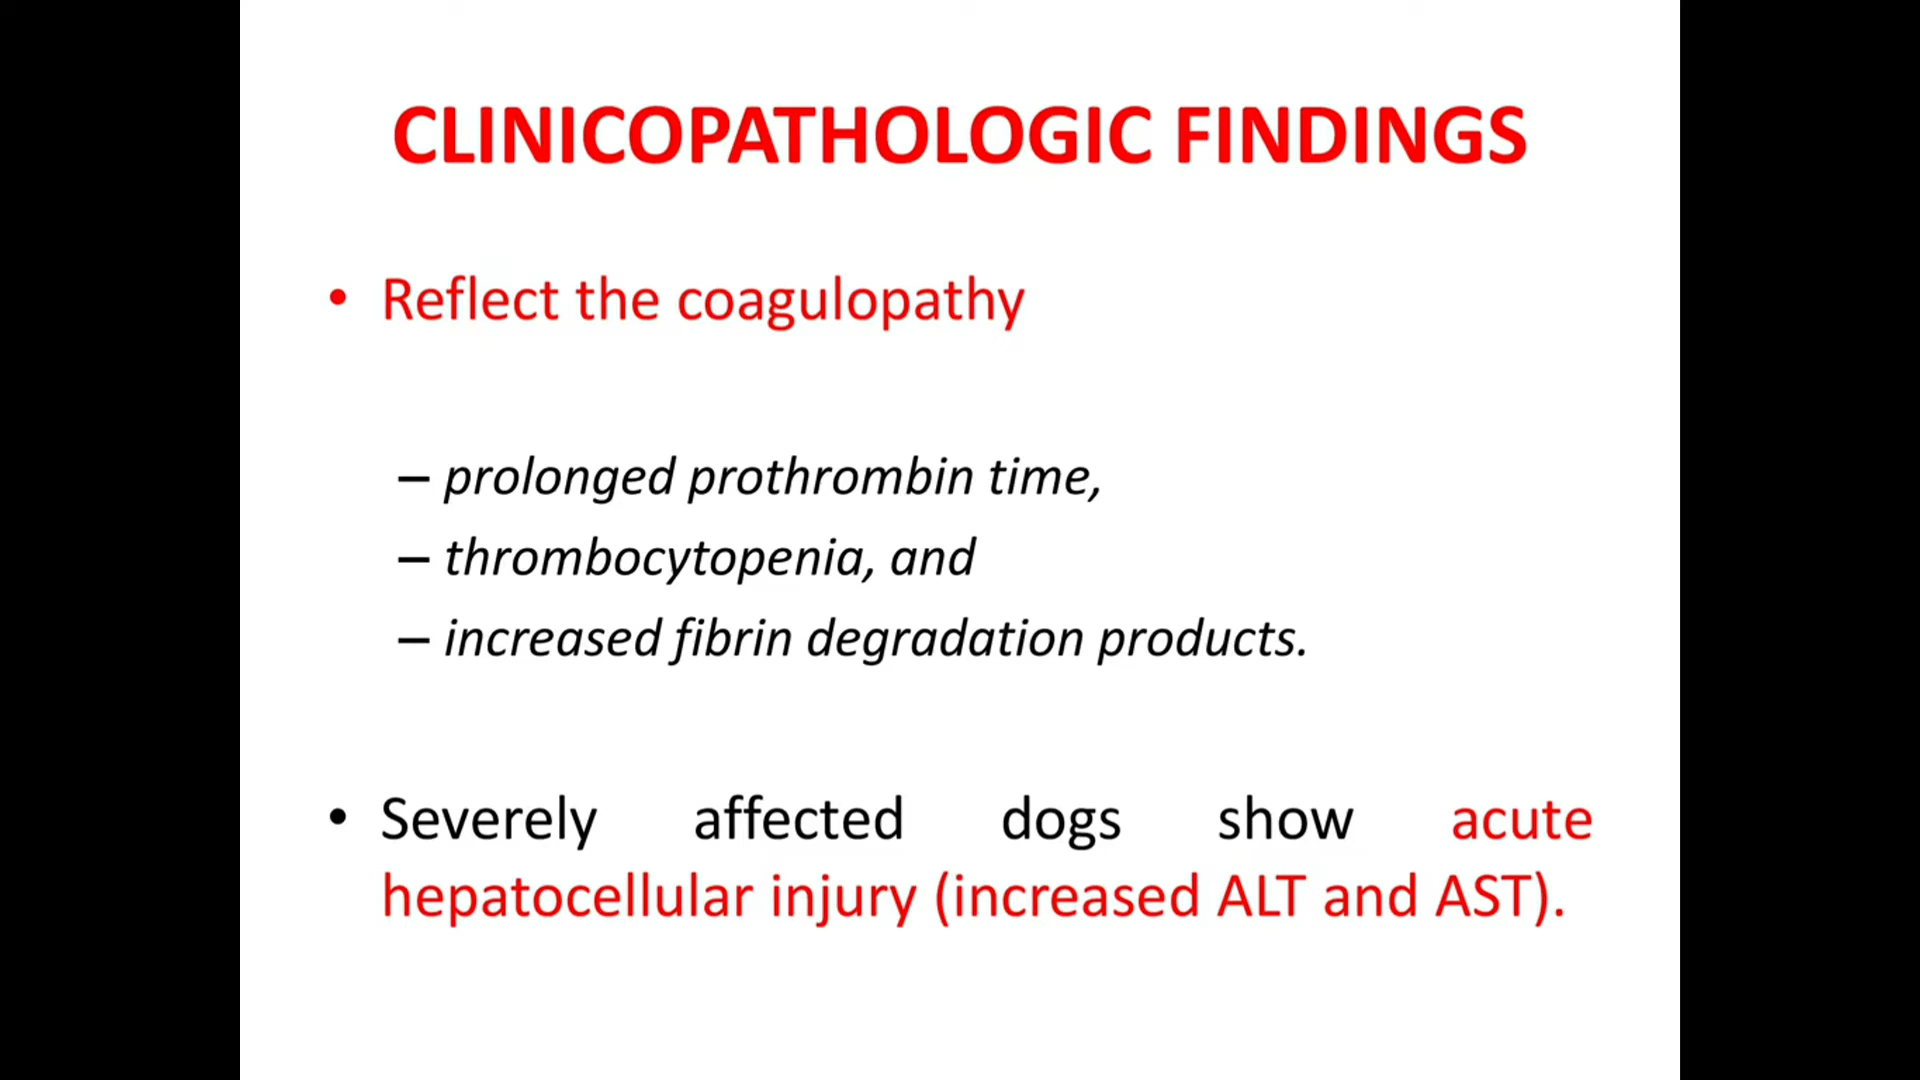 CLINICOPATHOLOGIC FINDINGS
• Reflect the coagulopathy
– prolonged prothrombin time,
– thrombocytopenia, and
– increased fibrin degradation products.
• Severely affected dogs show acute
hepatocellular injury (increased ALT and AST).